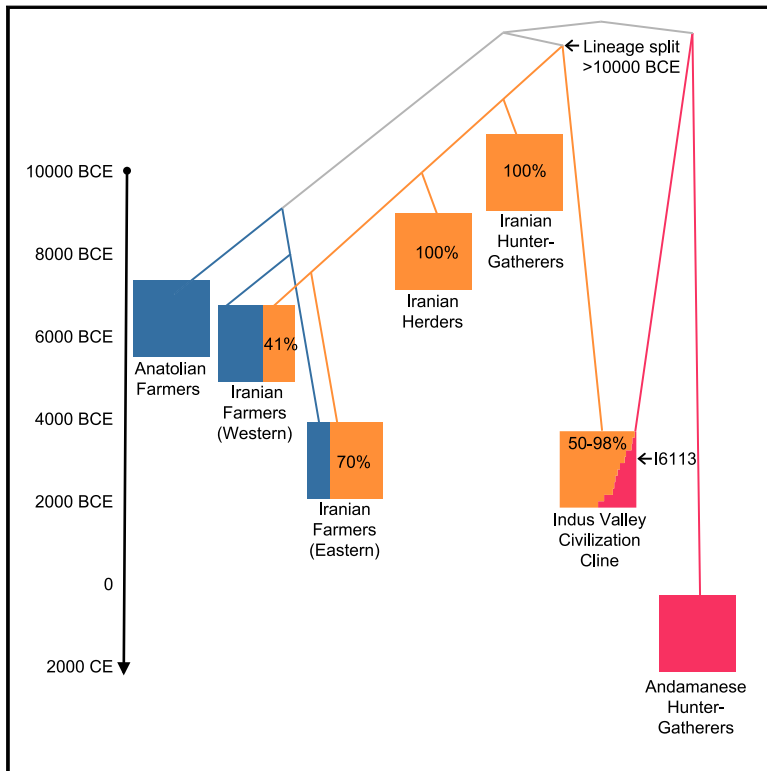 ←Lineage split
>10000 BCE
10000 BCE
8000 BCE
6000 BCE
4000 BCE
2000 BCE
0
2000 CE
100%
Iranian
Hunter-
Gatherers
100%
Iranian
Herders
Anatolian
Farmers
41%
Iranian
Farmers
(Western)
70%
Iranian
Farmers
(Eastern)
50-98%
←I6113
Indus Valley
Civilization
Cline
Andamanese
Hunter-
Gatherers